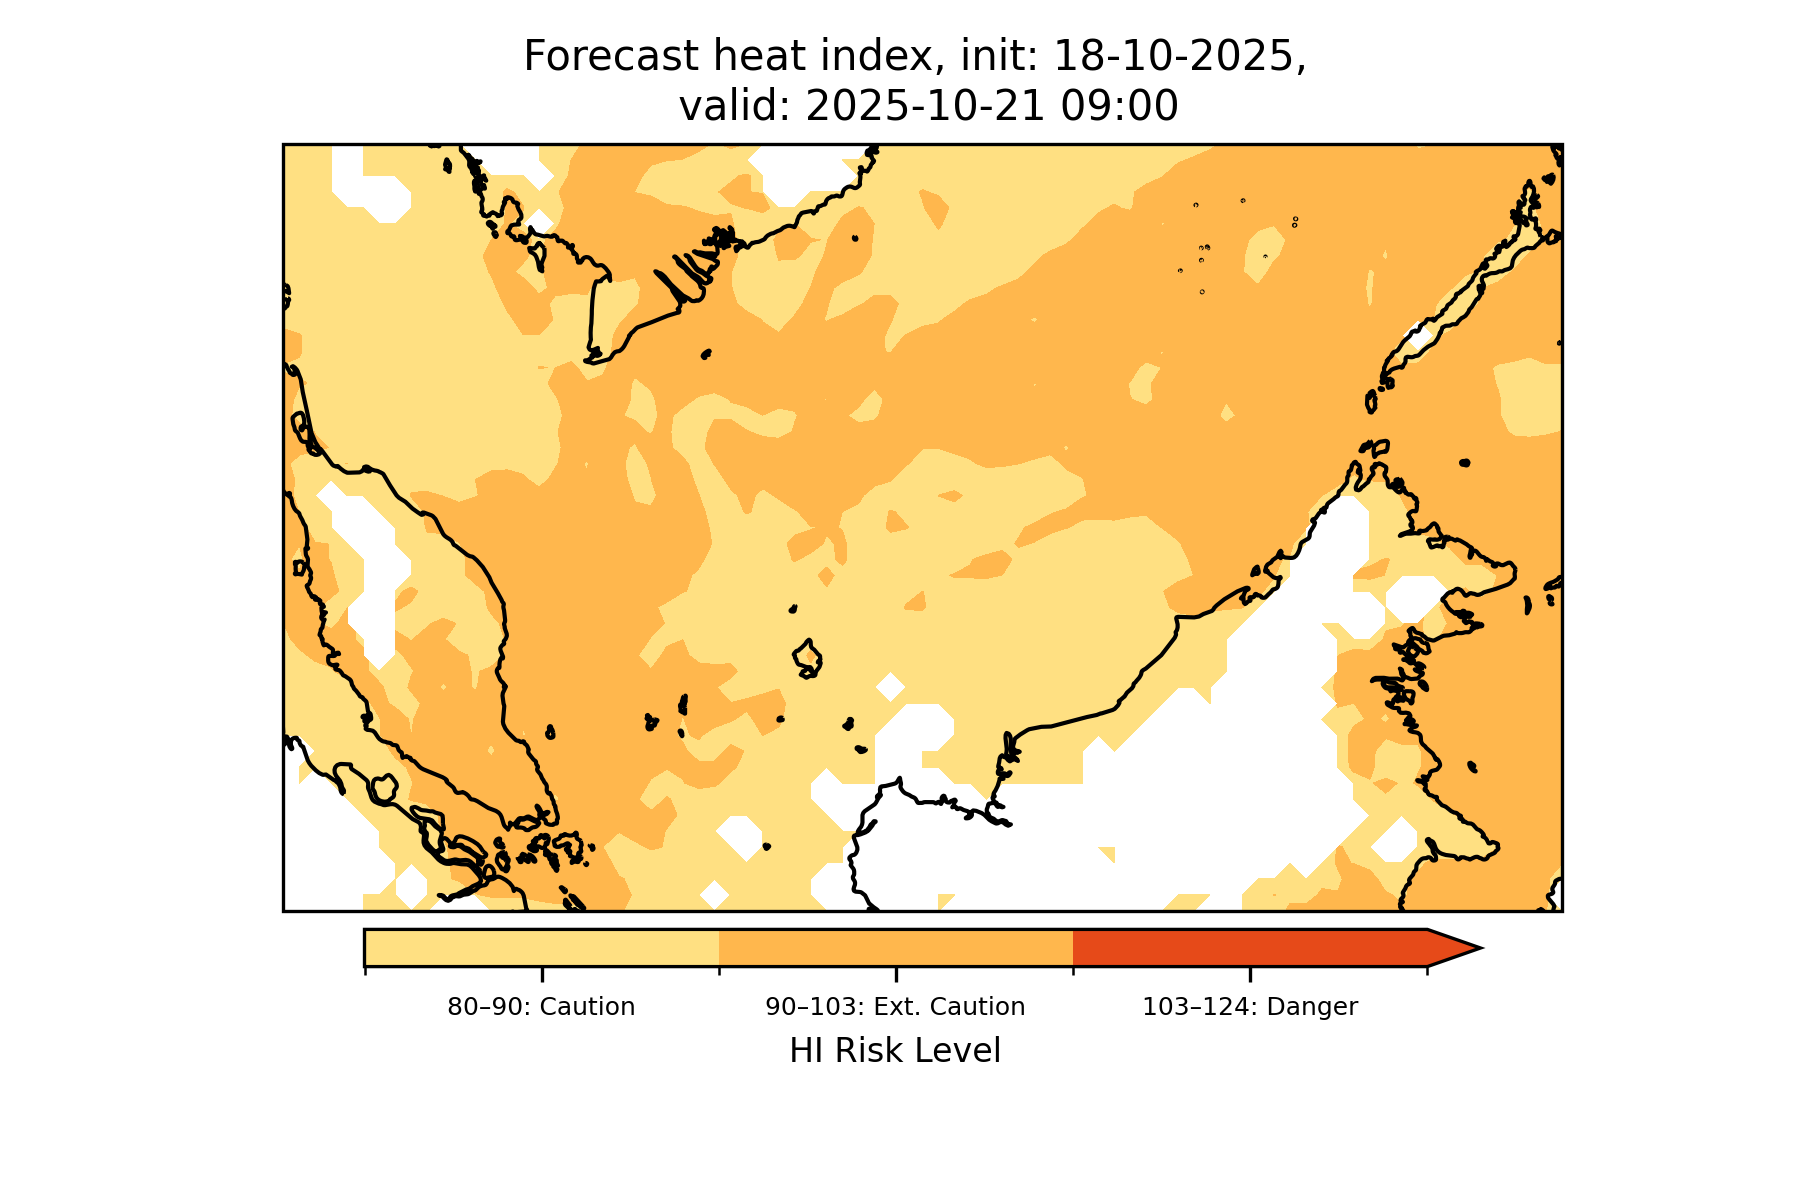 Forecast heat index, init: 18-10-2025,
valid: 2025-10-21 09:00
80–90: Caution
90–103: Ext. Caution
103–124: Danger
HI Risk Level